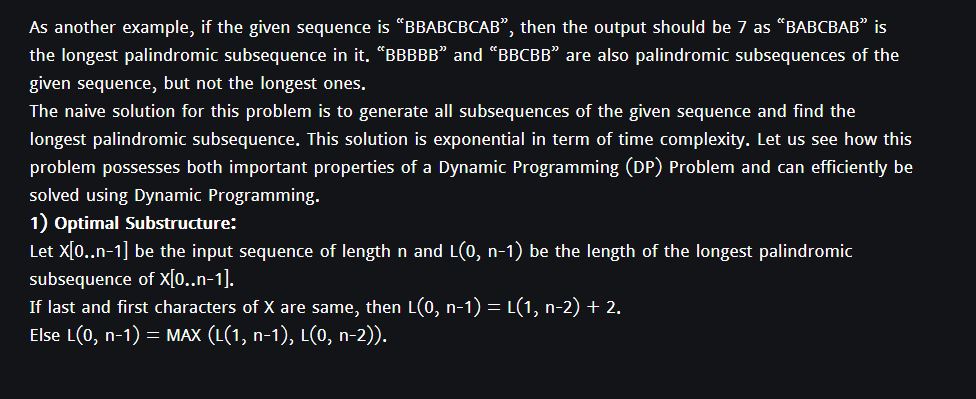 As another example, if the given sequence is “BBABCBCAB”, then the output should be 7 as “BABCBAB” is
the longest palindromic subsequence in it. “BBBBB” and “BBCBB” are also palindromic subsequences of the
given sequence, but not the longest ones.
The naive solution for this problem is to generate all subsequences of the given sequence and find the
longest palindromic subsequence. This solution is exponential in term of time complexity. Let us see how this
problem possesses both important properties of a Dynamic Programming (DP) Problem and can efficiently be
solved using Dynamic Programming.
1) Optimal Substructure:
Let X[0..n-1] be the input sequence of length n and L(0, n-1) be the length of the longest palindromic
subsequence of X[0..n-1].
If last and first characters of X are same, then L(0, n-1) = L(1, n-2) + 2.
Else L(0, n-1) = MAX (L(1, n-1), L(0, n-2)).